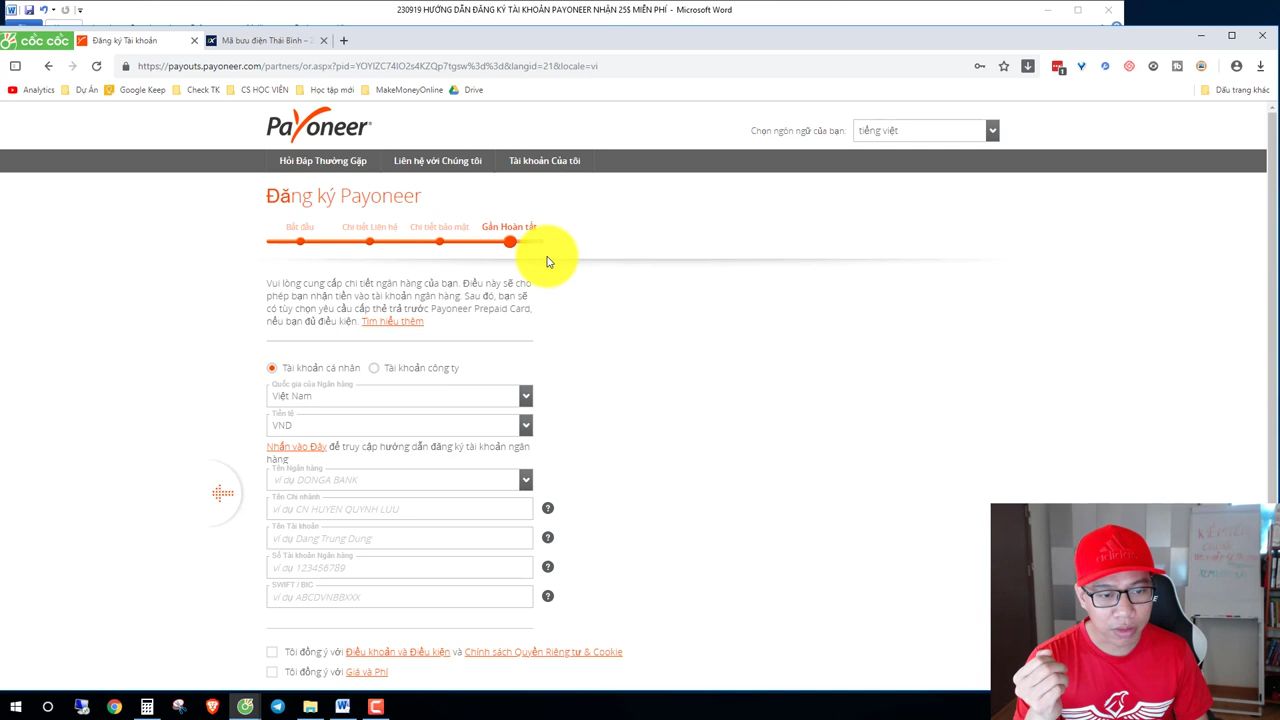 230919 HƯỚNG DẪN ĐĂNG KÝ TÀI KHOẢN PAYONEER NHẬN 25$ MIỄN PHÍ - Microsoft Word
cốc cốc
Đăng ký Tài khoản
Mã bưu điện Thái Bình –
https://payouts.payoneer.com/partners/or.aspx?pid=YOYIZC74IO2s4KZQp7tgsw%3d%3d&langid=21&locale=vi
Analytics
Dự Án
Google Keep
Check TK
CS HỌC VIÊN
Học tập mới
MakeMoneyOnline
Drive
Dấu trang khác
Payoneer
Chọn ngôn ngữ của bạn:
tiếng việt
Hỏi Đáp Thường Gặp
Liên hệ với Chúng tôi
Tài khoản Của tôi
Đăng ký Payoneer
Bắt đầu
Chi tiết Liên hệ
Chi tiết bảo mật
Gần Hoàn tất
Vui lòng cung cấp chi tiết ngân hàng của bạn. Điều này sẽ cho
phép bạn nhận tiền vào tài khoản ngân hàng. Sau đó, bạn sẽ
có tùy chọn yêu cầu cấp thẻ trả trước Payoneer Prepaid Card,
nếu bạn đủ điều kiện. Tìm hiểu thêm
Tài khoản cá nhân
Tài khoản công ty
Quốc gia của Ngân hàng
Việt Nam
Tiền tệ
VND
Nhấn vào Đây để truy cập hướng dẫn đăng ký tài khoản ngân
hàng
Tên Ngân hàng
ví dụ DONGA BANK
Tên Chi nhánh
ví dụ CN HUYEN QUYNH LUU
Tên Tài khoản
ví dụ Dang Trung Dung
Số Tài khoản Ngân hàng
ví dụ 123456789
SWIFT / BIC
ví dụ ABCDVNBBXXX
Tôi đồng ý với Điều khoản và Điều kiện và Chính sách Quyền Riêng tư & Cookie
Tôi đồng ý với Giá và Phí
adidas